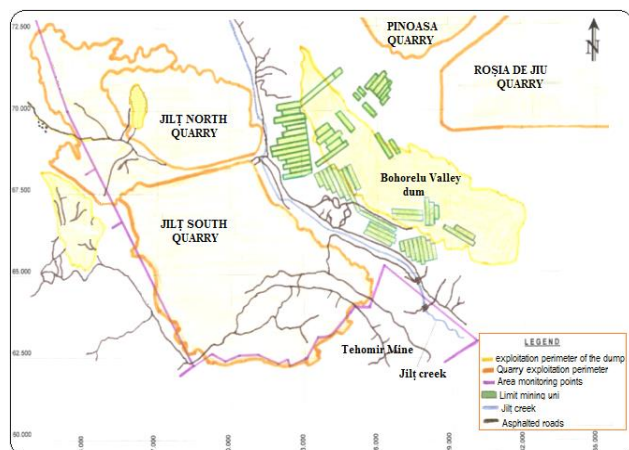 72.500
PINOASA
QUARRY
N
ROȘIA DE JIU
QUARRY
70.000
JILȚ NORTH
QUARRY
Bohorelu Valley
dum
67.500
JILȚ SOUTH
QUARRY
65.000
62.500
Tehomir Mine
Jilț creek
LEGEND
exploitation perimeter of the dump
Quarry exploitation perimeter
Area monitoring points
Limit mining uni
Jilț creek
Asphalted roads
60.000